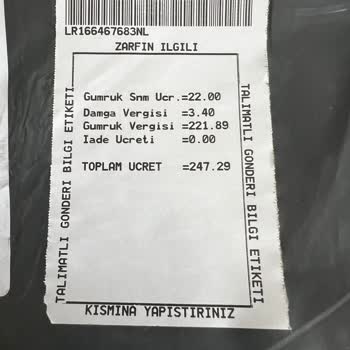 LR166467683NL
ZARFIN ILGILI
TALIMATLI GONDERI BILGI ETIKETI
Gumruk Snm Ucr.=22.00
Damga Vergisi =3.40
Gumruk Vergisi =221.89
Iade Ucreti =0.00
TOPLAM UCRET =247.29
TALIMATLI GONDERI BILGI ETIKETI
KISMINA YAPISTIRINIZ